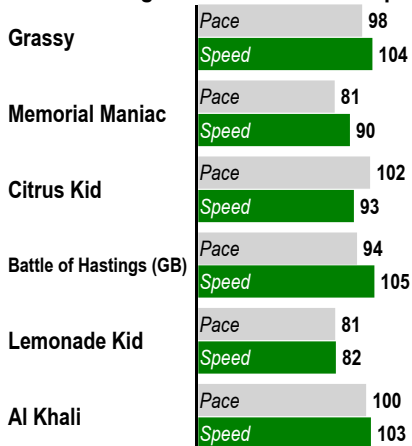 Grassy
Pace 98
Speed 104
Memorial Maniac
Pace 81
Speed 90
Citrus Kid
Pace 102
Speed 93
Battle of Hastings (GB)
Pace 94
Speed 105
Lemonade Kid
Pace 81
Speed 82
Al Khali
Pace 100
Speed 103